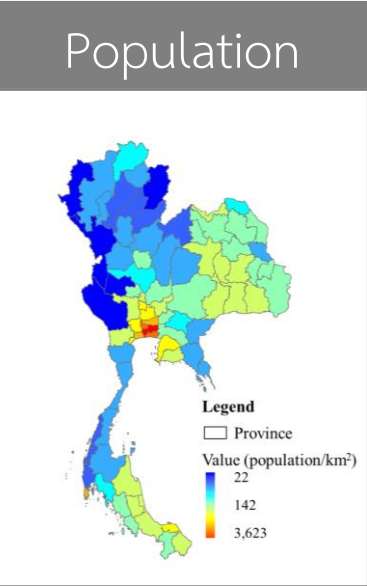 Population
Legend
Province
Value (population/km²)
22
142
3,623